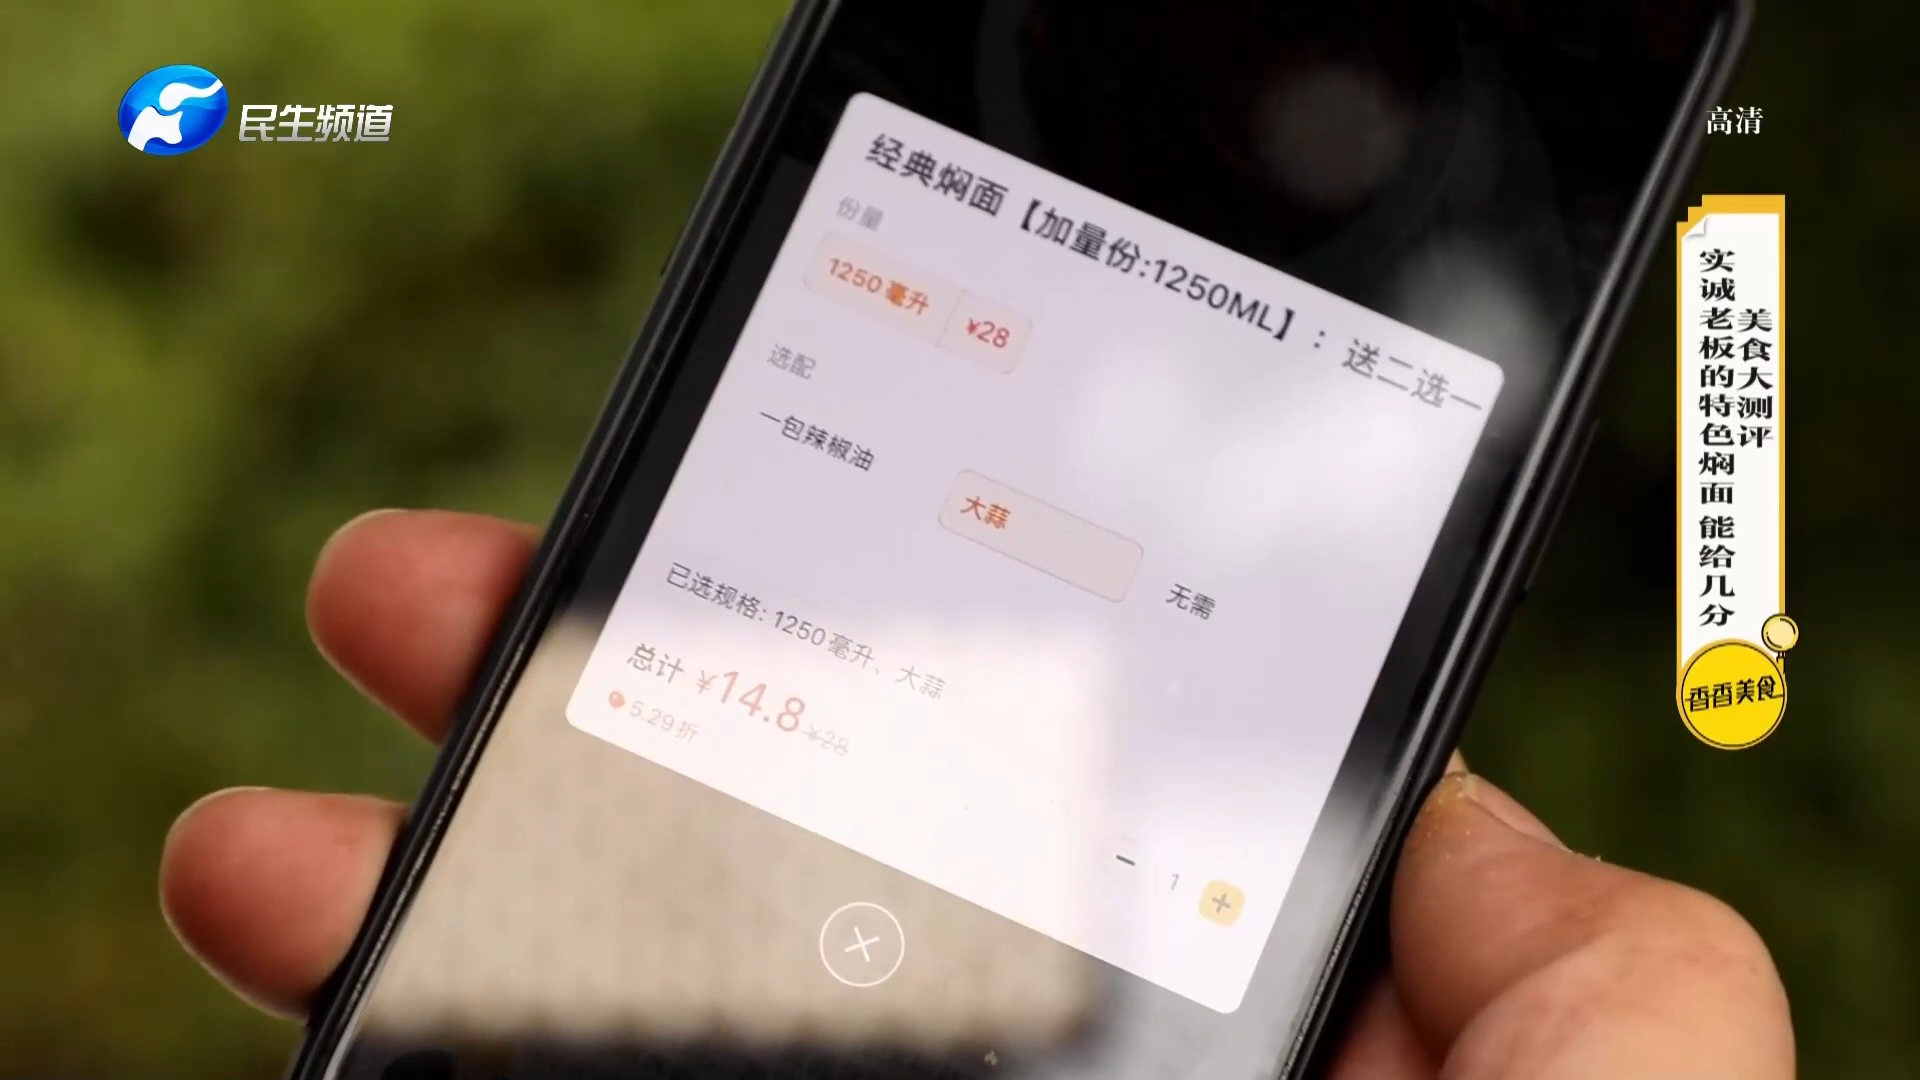 民生频道
高清
经典焖面【加量份:1250ML】：送二选一
份量
1250毫升 ¥28
选配
一包辣椒油
大蒜
无需
已选规格: 1250毫升、大蒜
总计 ¥14.8 ¥28
5.29折
1
美食大测评
实诚老板的特色焖面能给几分
香香美食